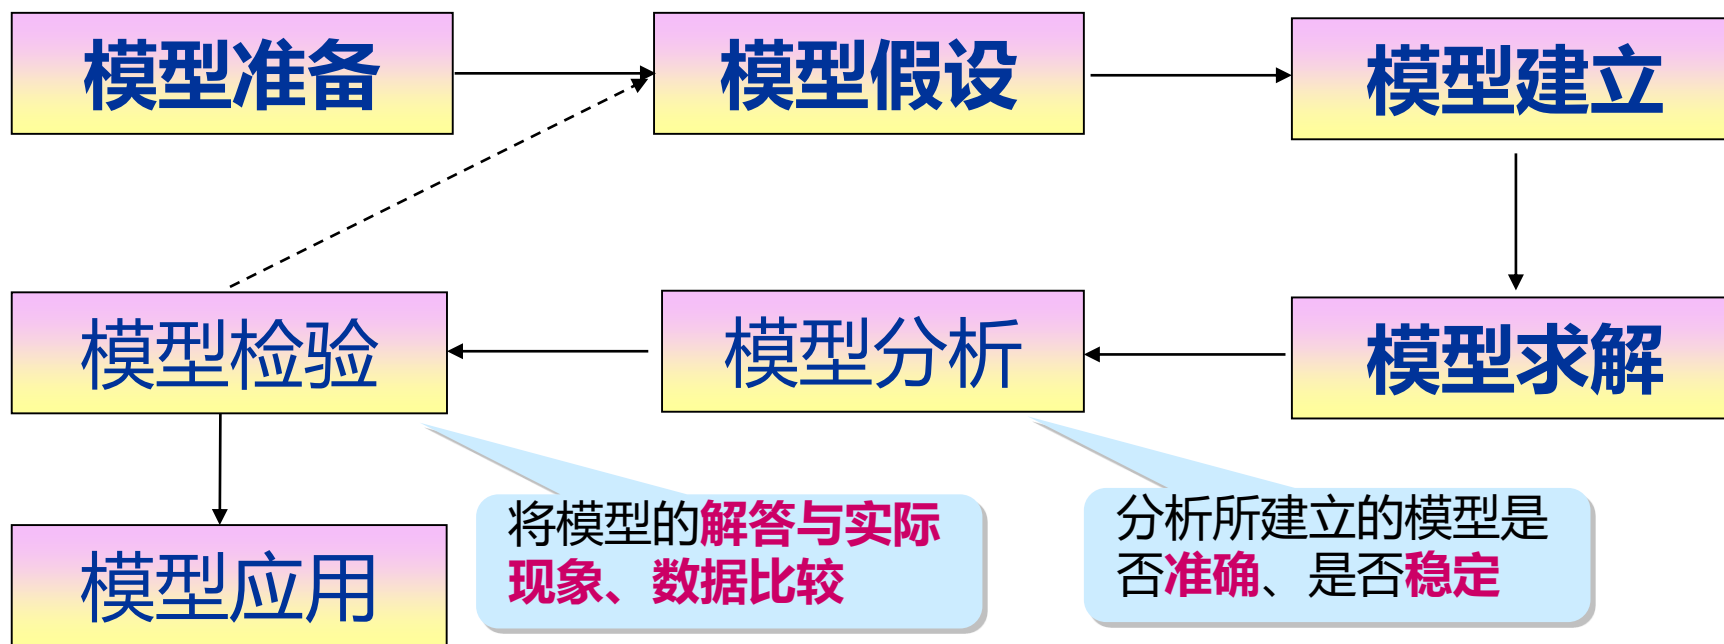 模型准备
模型假设
模型建立
模型检验
模型分析
模型求解
模型应用
将模型的解答与实际
现象、数据比较
分析所建立的模型是
否准确、是否稳定